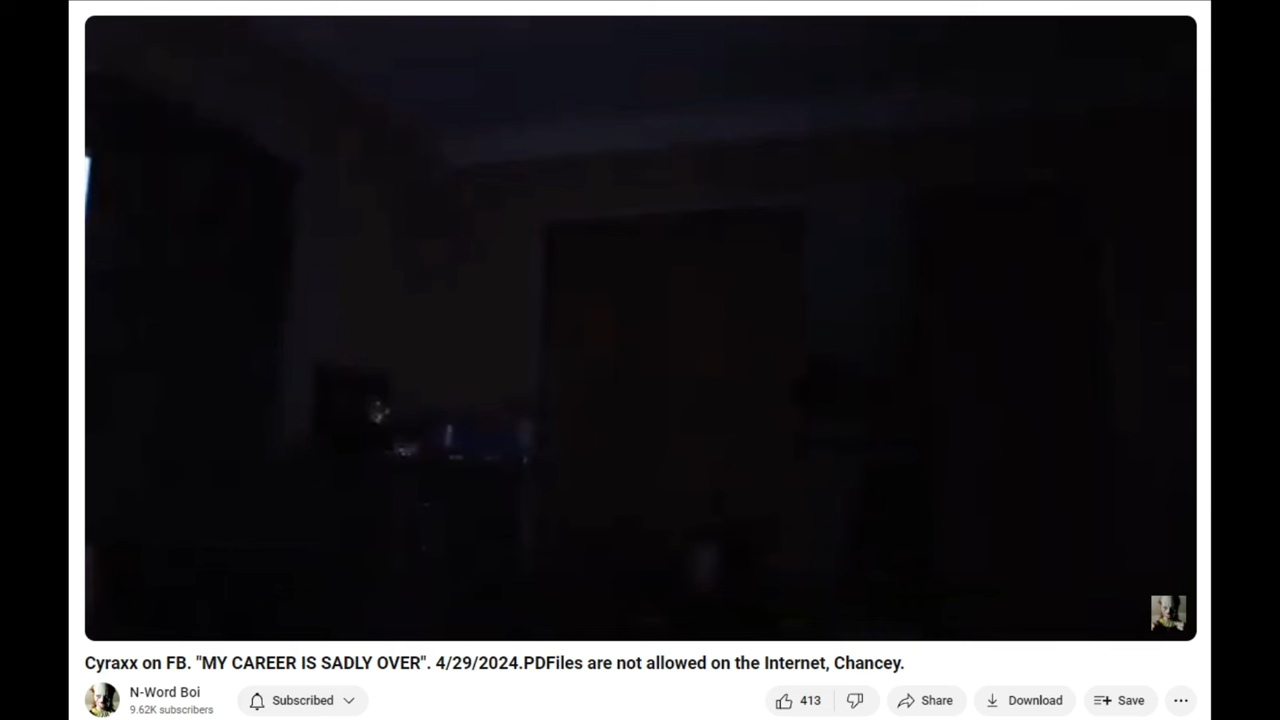 Cyraxx on FB. "MY CAREER IS SADLY OVER". 4/29/2024.PDFiles are not allowed on the Internet, Chancey.
N-Word Boi
9.62K subscribers
Subscribed
413
Share
Download
Save